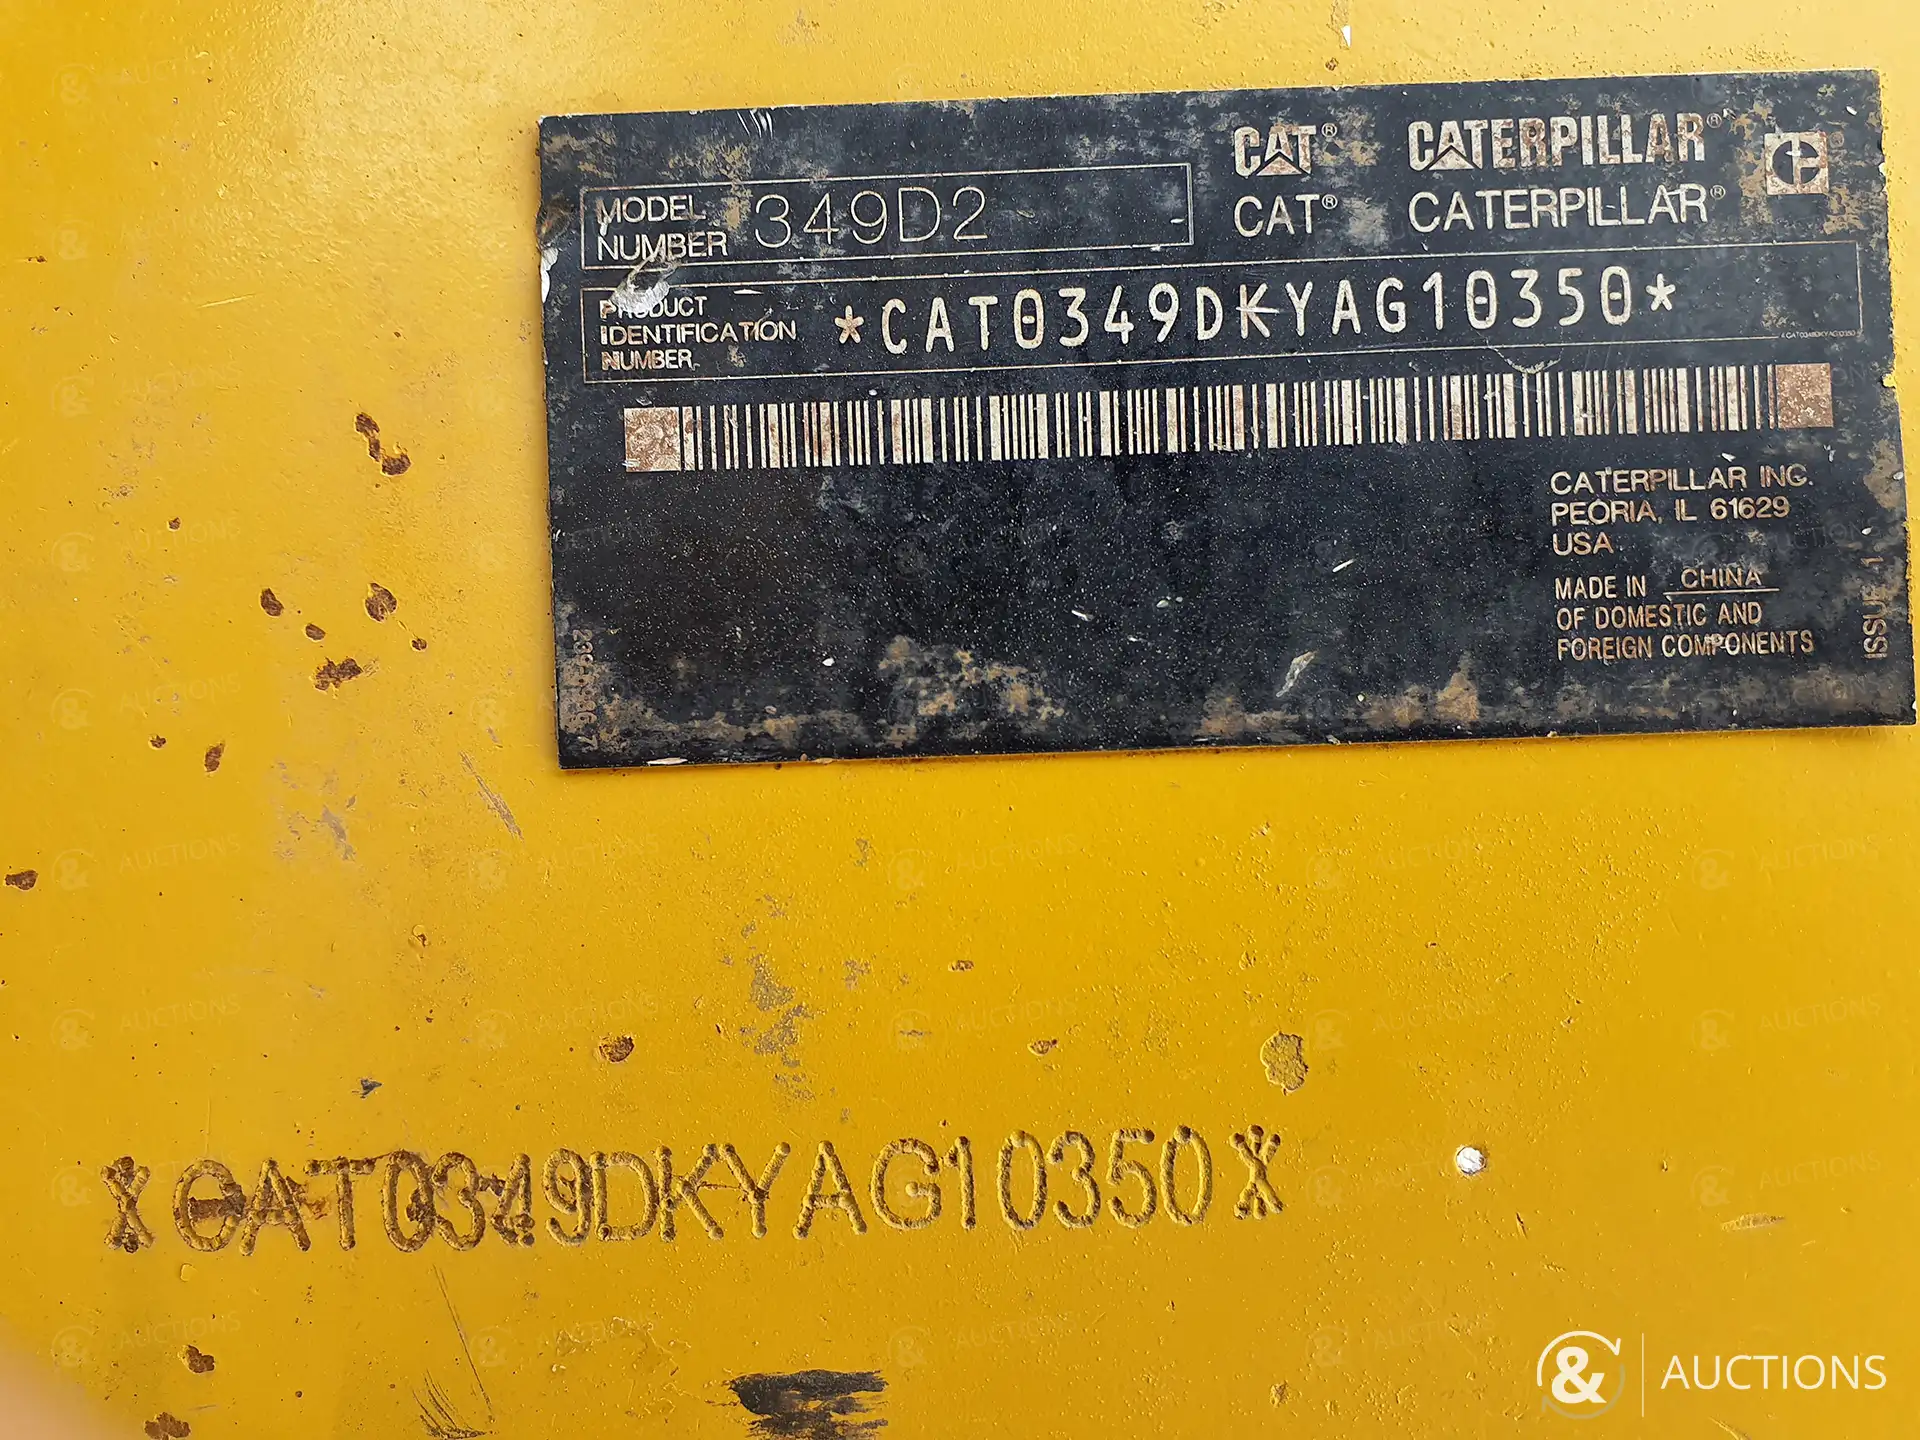 CAT® CATERPILLAR®
MODEL NUMBER 349D2
CAT® CATERPILLAR®
PRODUCT IDENTIFICATION NUMBER *CAT0349DKYAG10350*
CATERPILLAR INC.
PEORIA, IL 61629
USA
MADE IN CHINA
OF DOMESTIC AND
FOREIGN COMPONENTS
ISSUE 1
*CAT0349DKYAG10350*
& AUCTIONS